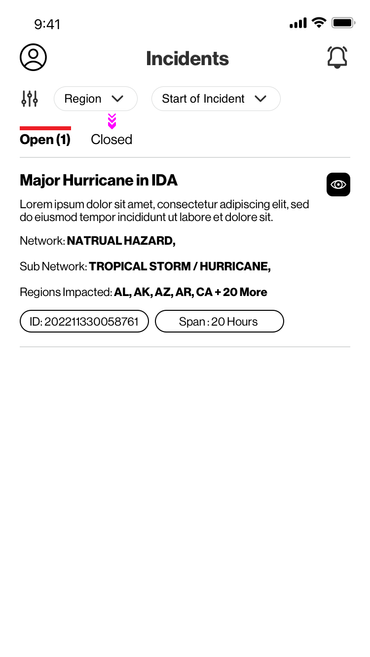 9:41
Incidents
Region
Start of Incident
Open (1)
Closed
Major Hurricane in IDA
Lorem ipsum dolor sit amet, consectetur adipiscing elit, sed
do eiusmod tempor incididunt ut labore et dolore sit.
Network: NATRUAL HAZARD,
Sub Network: TROPICAL STORM / HURRICANE,
Regions Impacted: AL, AK, AZ, AR, CA + 20 More
ID: 202211330058761
Span : 20 Hours